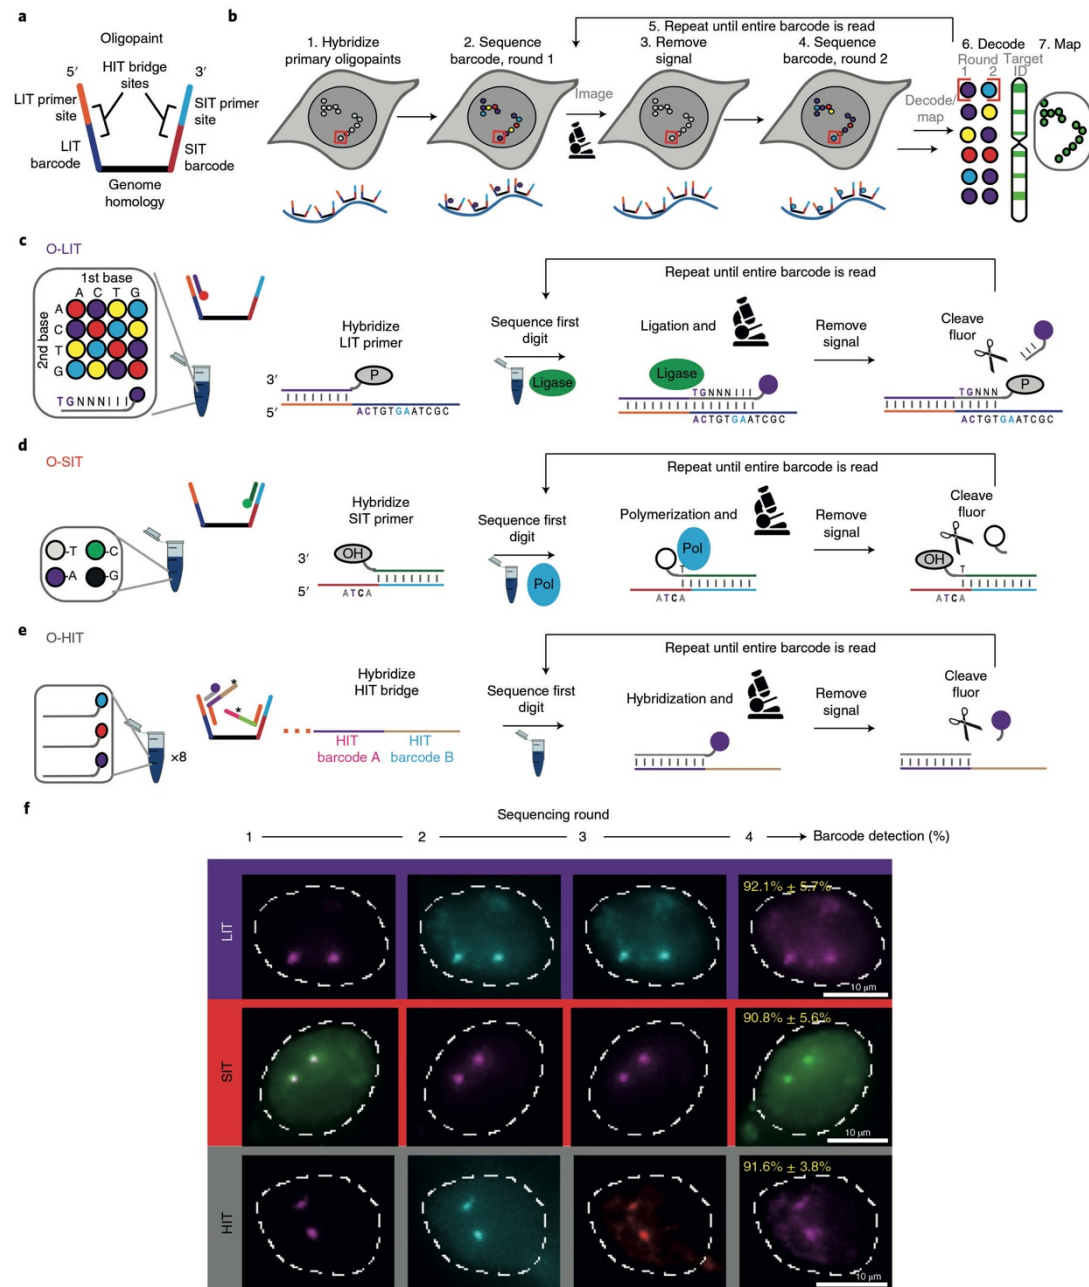 a
Oligopaint
5′
HIT bridge
sites
3′
LIT primer
site
SIT primer
site
LIT
barcode
SIT
barcode
Genome
homology
b
5. Repeat until entire barcode is read
1. Hybridize
primary oligopaints
2. Sequence
barcode, round 1
Image
3. Remove
signal
4. Sequence
barcode, round 2
Decode/
map
6. Decode
Round
1 2
Target
ID
7. Map
c
O-LIT
1st base
A C T G
2nd base
A
C
T
G
TGNNNIII
Hybridize
LIT primer
3′
P
5′
ACTGTGAATCGC
Repeat until entire barcode is read
Sequence first
digit
Ligase
Ligation and
Ligase
TGNNNIII
ACTGTGAATCGC
Remove
signal
Cleave
fluor
TGNNN
P
ACTGTGAATCGC
d
O-SIT
-T
-C
-A
-G
Hybridize
SIT primer
3′
OH
5′
ATCA
Repeat until entire barcode is read
Sequence first
digit
Pol
Polymerization and
Pol
T
ATCA
Remove
signal
Cleave
fluor
OH
T
ATCA
e
O-HIT
×8
*
*
Hybridize
HIT bridge
HIT
barcode A
HIT
barcode B
Repeat until entire barcode is read
Sequence first
digit
Hybridization and
Remove
signal
Cleave
fluor
f
Sequencing round
1 2 3 4 Barcode detection (%)
LIT
92.1% ± 5.7%
10 μm
SIT
90.8% ± 5.6%
10 μm
HIT
91.6% ± 3.8%
10 μm